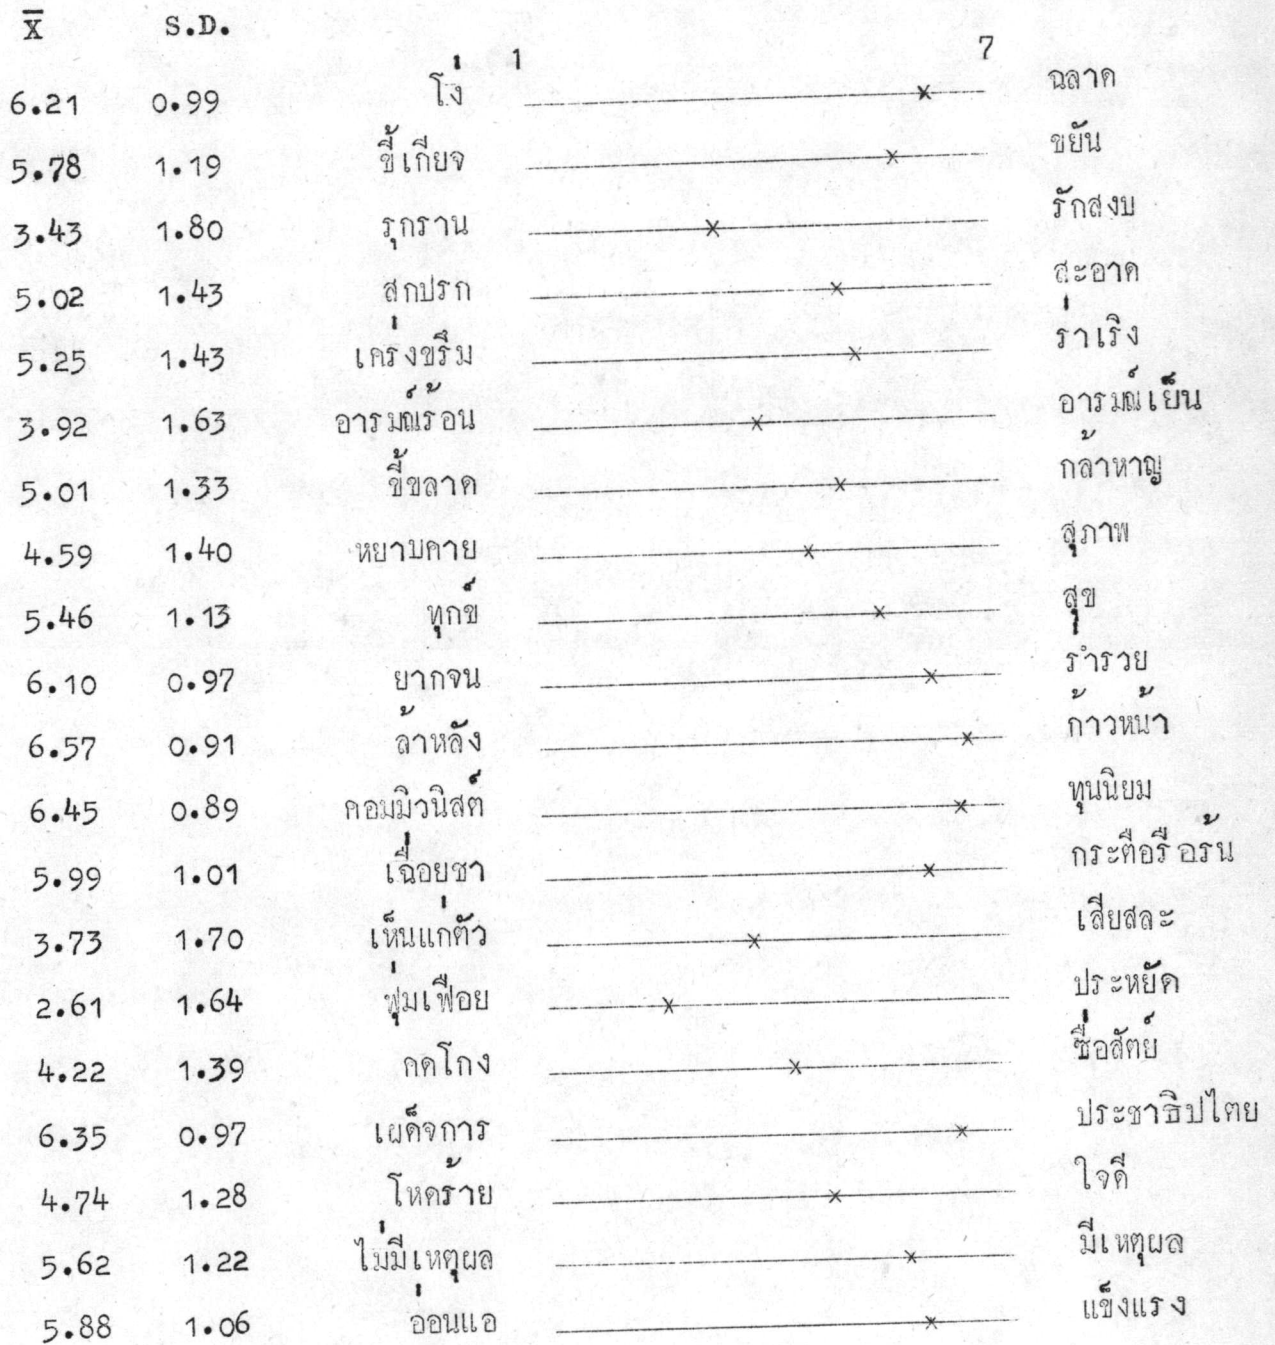 X̄ S.D.
1 7
6.21 0.99 โง่ ฉลาด
5.78 1.19 ขี้เกียจ ขยัน
3.43 1.80 รุกราน รักสงบ
5.02 1.43 สกปรก สะอาด
5.25 1.43 เคร่งขรึม ร่าเริง
3.92 1.63 อารมณ์ร้อน อารมณ์เย็น
5.01 1.33 ขี้ขลาด กล้าหาญ
4.59 1.40 หยาบคาย สุภาพ
5.46 1.13 ทุกข์ สุข
6.10 0.97 ยากจน ร่ำรวย
6.57 0.91 ล้าหลัง ก้าวหน้า
6.45 0.89 คอมมิวนิสต์ ทุนนิยม
5.99 1.01 เฉื่อยชา กระตือรือร้น
3.73 1.70 เห็นแก่ตัว เสียสละ
2.61 1.64 ฟุ่มเฟือย ประหยัด
4.22 1.39 คดโกง ซื่อสัตย์
6.35 0.97 เผด็จการ ประชาธิปไตย
4.74 1.28 โหดร้าย ใจดี
5.62 1.22 ไม่มีเหตุผล มีเหตุผล
5.88 1.06 อ่อนแอ แข็งแรง